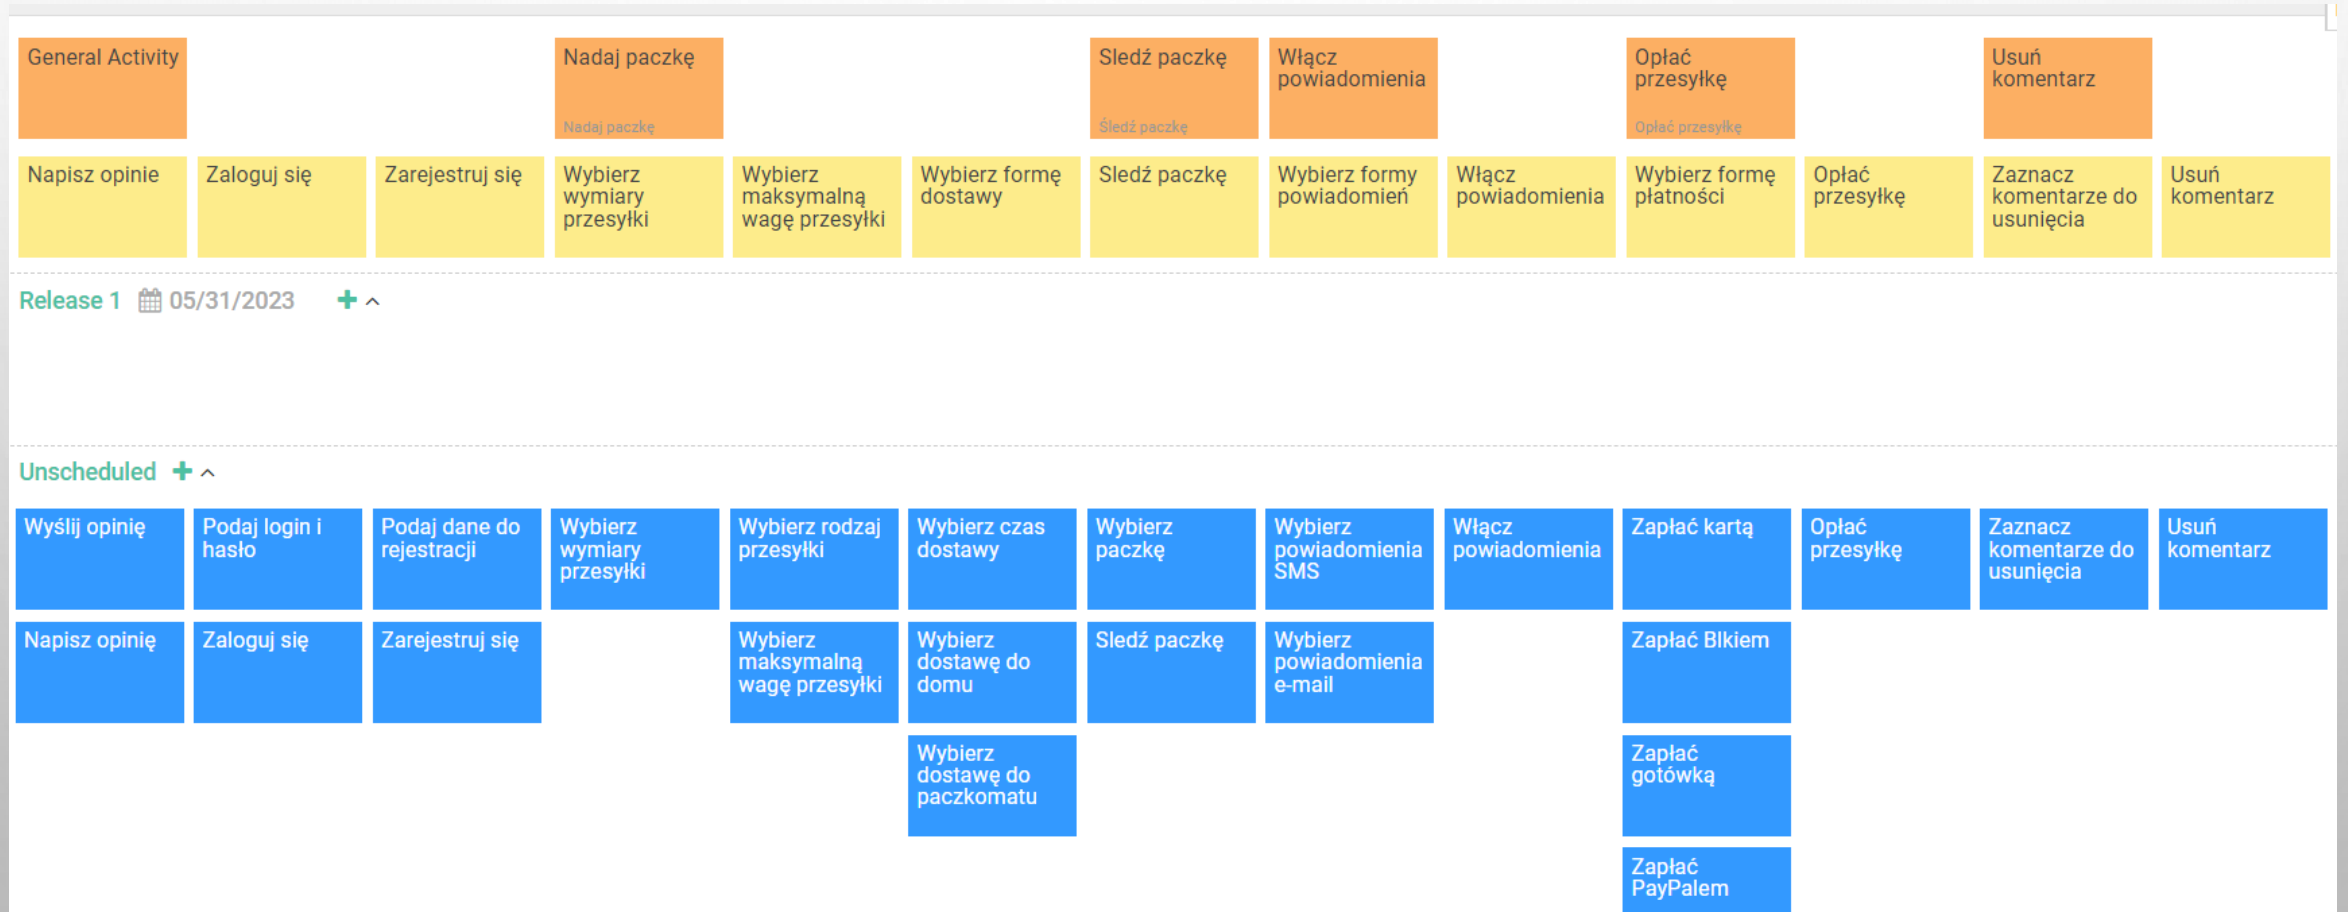 General Activity
Nadaj paczkę
Nadaj paczkę
Sledź paczkę
Śledź paczkę
Włącz
powiadomienia
Opłać
przesyłkę
Opłać przesyłkę
Usuń
komentarz
Napisz opinie
Zaloguj się
Zarejestruj się
Wybierz
wymiary
przesyłki
Wybierz
maksymalną
wagę przesyłki
Wybierz formę
dostawy
Sledź paczkę
Wybierz formy
powiadomień
Włącz
powiadomienia
Wybierz formę
płatności
Opłać
przesyłkę
Zaznacz
komentarze do
usunięcia
Usuń
komentarz
Release 1 05/31/2023
Unscheduled
Wyślij opinię
Podaj login i
hasło
Podaj dane do
rejestracji
Wybierz
wymiary
przesyłki
Wybierz rodzaj
przesyłki
Wybierz czas
dostawy
Wybierz
paczkę
Wybierz
powiadomienia
SMS
Włącz
powiadomienia
Zapłać kartą
Opłać
przesyłkę
Zaznacz
komentarze do
usunięcia
Usuń
komentarz
Napisz opinię
Zaloguj się
Zarejestruj się
Wybierz
maksymalną
wagę przesyłki
Wybierz
dostawę do
domu
Sledź paczkę
Wybierz
powiadomienia
e-mail
Zapłać Blkiem
Wybierz
dostawę do
paczkomatu
Zapłać
gotówką
Zapłać
PayPalem